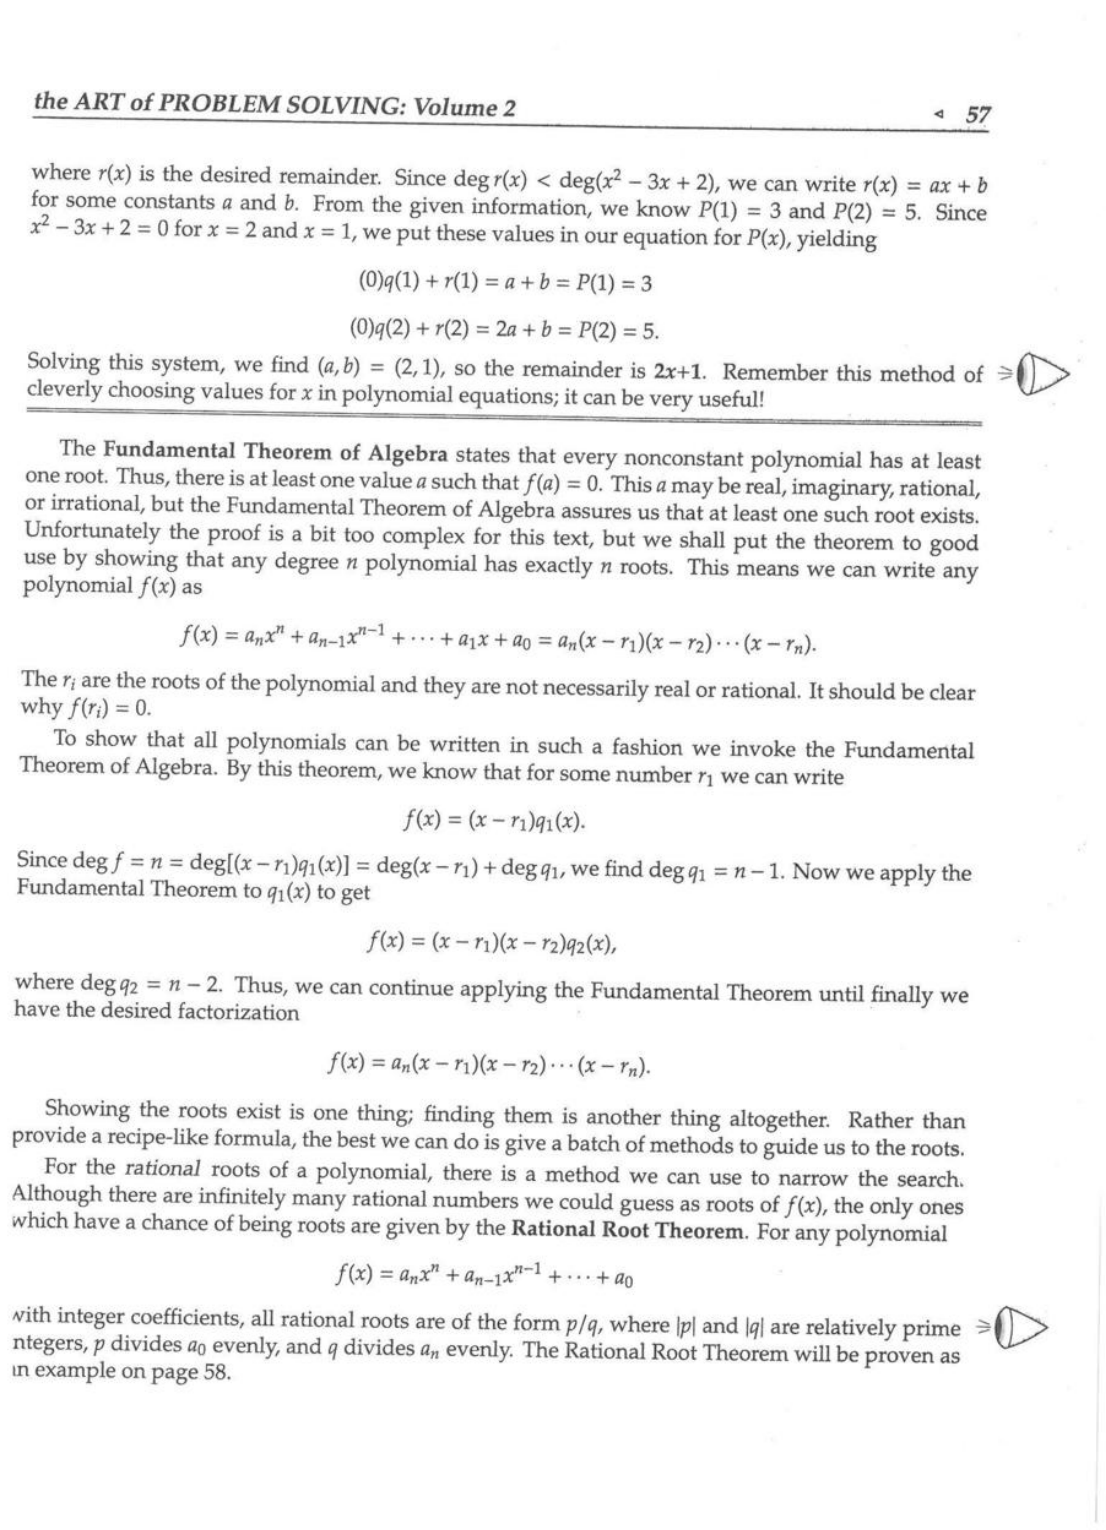 the ART of PROBLEM SOLVING: Volume 2 ◁ 57
where r(x) is the desired remainder. Since deg r(x) < deg(x² − 3x + 2), we can write r(x) = ax + b
for some constants a and b. From the given information, we know P(1) = 3 and P(2) = 5. Since
x² − 3x + 2 = 0 for x = 2 and x = 1, we put these values in our equation for P(x), yielding
(0)q(1) + r(1) = a + b = P(1) = 3
(0)q(2) + r(2) = 2a + b = P(2) = 5.
Solving this system, we find (a, b) = (2, 1), so the remainder is 2x+1. Remember this method of
cleverly choosing values for x in polynomial equations; it can be very useful!
The Fundamental Theorem of Algebra states that every nonconstant polynomial has at least
one root. Thus, there is at least one value a such that f(a) = 0. This a may be real, imaginary, rational,
or irrational, but the Fundamental Theorem of Algebra assures us that at least one such root exists.
Unfortunately the proof is a bit too complex for this text, but we shall put the theorem to good
use by showing that any degree n polynomial has exactly n roots. This means we can write any
polynomial f(x) as
f(x) = aₙxⁿ + aₙ₋₁xⁿ⁻¹ + ··· + a₁x + a₀ = aₙ(x − r₁)(x − r₂) ··· (x − rₙ).
The rᵢ are the roots of the polynomial and they are not necessarily real or rational. It should be clear
why f(rᵢ) = 0.
To show that all polynomials can be written in such a fashion we invoke the Fundamental
Theorem of Algebra. By this theorem, we know that for some number r₁ we can write
f(x) = (x − r₁)q₁(x).
Since deg f = n = deg[(x − r₁)q₁(x)] = deg(x − r₁) + deg q₁, we find deg q₁ = n − 1. Now we apply the
Fundamental Theorem to q₁(x) to get
f(x) = (x − r₁)(x − r₂)q₂(x),
where deg q₂ = n − 2. Thus, we can continue applying the Fundamental Theorem until finally we
have the desired factorization
f(x) = aₙ(x − r₁)(x − r₂) ··· (x − rₙ).
Showing the roots exist is one thing; finding them is another thing altogether. Rather than
provide a recipe-like formula, the best we can do is give a batch of methods to guide us to the roots.
For the rational roots of a polynomial, there is a method we can use to narrow the search.
Although there are infinitely many rational numbers we could guess as roots of f(x), the only ones
which have a chance of being roots are given by the Rational Root Theorem. For any polynomial
f(x) = aₙxⁿ + aₙ₋₁xⁿ⁻¹ + ··· + a₀
with integer coefficients, all rational roots are of the form p/q, where |p| and |q| are relatively prime
ntegers, p divides a₀ evenly, and q divides aₙ evenly. The Rational Root Theorem will be proven as
an example on page 58.